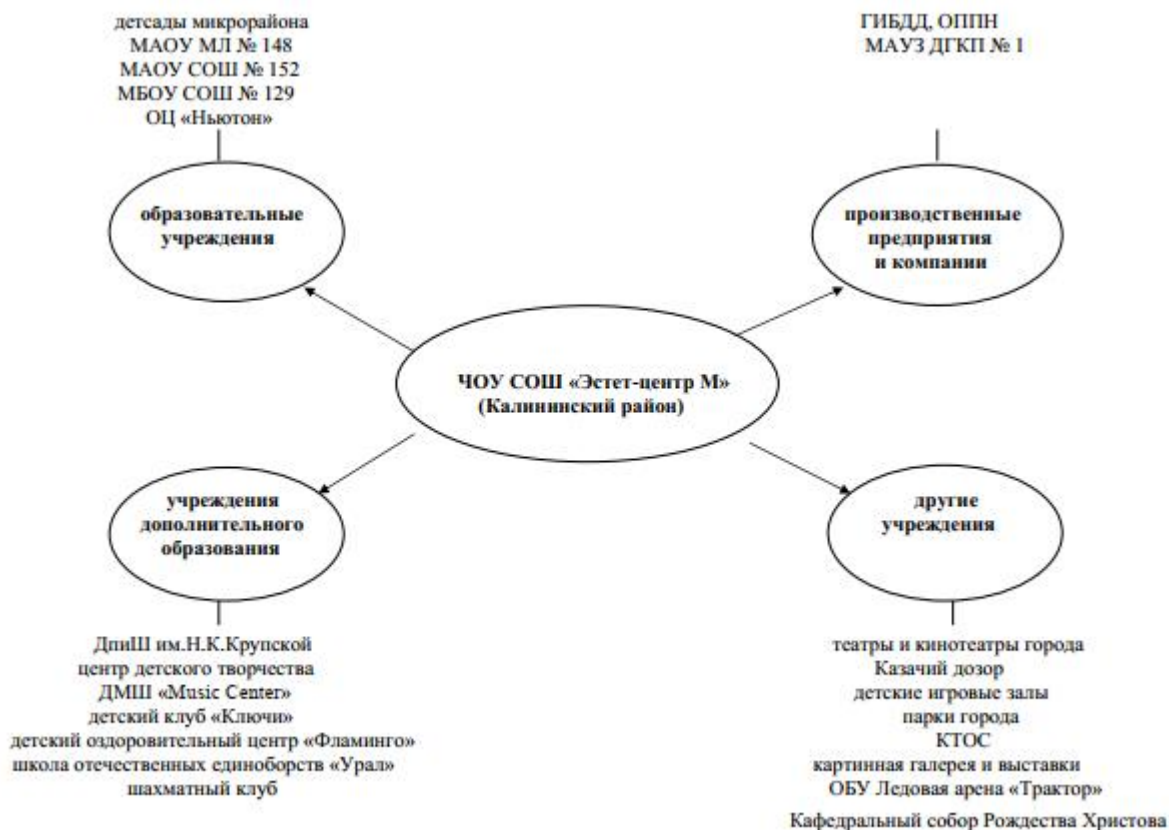 детсады микрорайона
МАОУ МЛ № 148
МАОУ СОШ № 152
МБОУ СОШ № 129
ОЦ «Ньютон»
ГИБДД, ОППН
МАУЗ ДГКП № 1
образовательные
учреждения
производственные
предприятия
и компании
ЧОУ СОШ «Эстет-центр М»
(Калининский район)
учреждения
дополнительного
образования
другие
учреждения
ДпиШ им.Н.К.Крупской
центр детского творчества
ДМШ «Music Center»
детский клуб «Ключи»
детский оздоровительный центр «Фламинго»
школа отечественных единоборств «Урал»
шахматный клуб
театры и кинотеатры города
Казачий дозор
детские игровые залы
парки города
КТОС
картинная галерея и выставки
ОБУ Ледовая арена «Трактор»
Кафедральный собор Рождества Христова